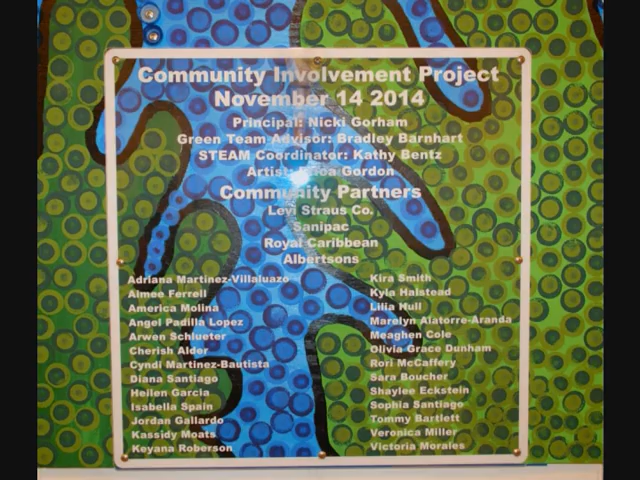 Community Involvement Project
November 14 2014
Principal: Nicki Gorham
Green Team Advisor: Bradley Barnhart
STEAM Coordinator: Kathy Bentz
Artist: Gordon
Community Partners
Levi Straus Co.
Sanipac
Royal Caribbean
Albertsons
Adriana Martinez-Villaluazo
Aimee Ferrell
America Molina
Angel Padilla Lopez
Arwen Schlueter
Cherish Alder
Cyndi Martinez-Bautista
Diana Santiago
Heilen Garcia
Isabella Spain
Jordan Gallardo
Kassidy Moats
Keyana Roberson
Kira Smith
Kyla Halstead
Lilia Hull
Marelyn Alatorre-Aranda
Meaghen Cole
Olivia Grace Dunham
Rori McCaffery
Sara Boucher
Shaylee Eckstein
Sophia Santiago
Tommy Bartlett
Veronica Miller
Victoria Morales